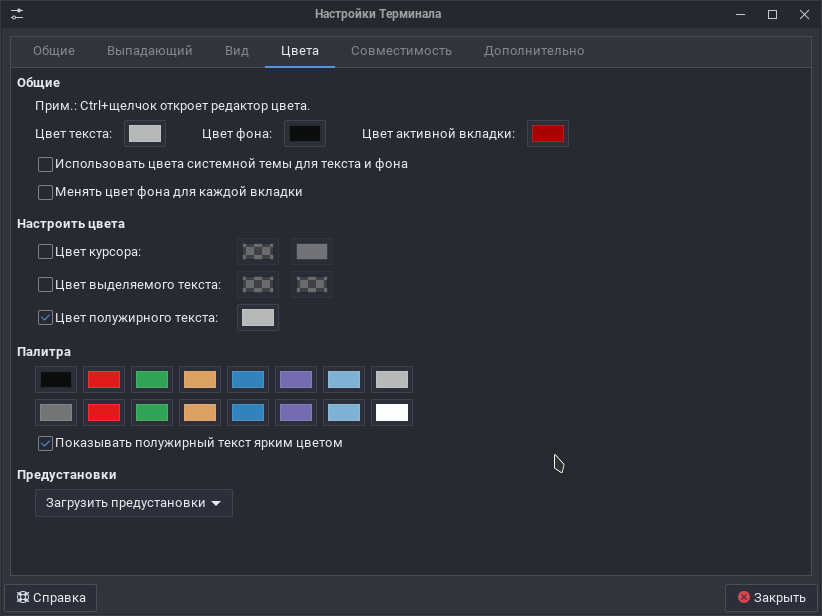 Настройки Терминала
Общие Выпадающий Вид Цвета Совместимость Дополнительно
Общие
Прим.: Ctrl+щелчок откроет редактор цвета.
Цвет текста: Цвет фона: Цвет активной вкладки:
Использовать цвета системной темы для текста и фона
Менять цвет фона для каждой вкладки
Настроить цвета
Цвет курсора:
Цвет выделяемого текста:
Цвет полужирного текста:
Палитра
Показывать полужирный текст ярким цветом
Предустановки
Загрузить предустановки
Справка Закрыть